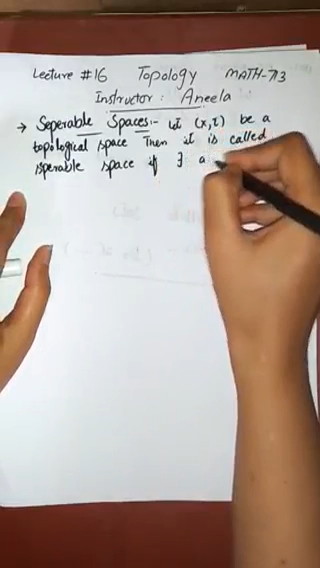 Lecture #16 Topology MATH-713
Instructor: Aneela
→ Seperable Spaces:- let (X,τ) be a
topological space Then it is called
seperable space if ∃ a